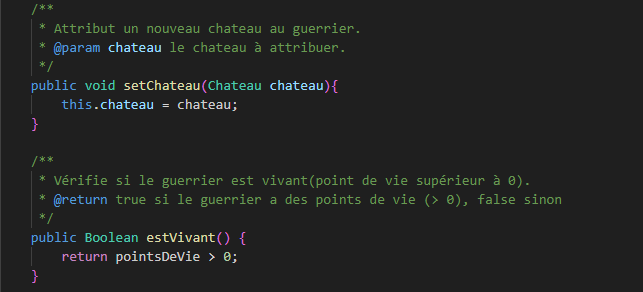 /**
 * Attribut un nouveau chateau au guerrier.
 * @param chateau le chateau à attribuer.
 */
public void setChateau(Chateau chateau){
    this.chateau = chateau;
}

/**
 * Vérifie si le guerrier est vivant(point de vie supérieur à 0).
 * @return true si le guerrier a des points de vie (> 0), false sinon
 */
public Boolean estVivant() {
    return pointsDeVie > 0;
}